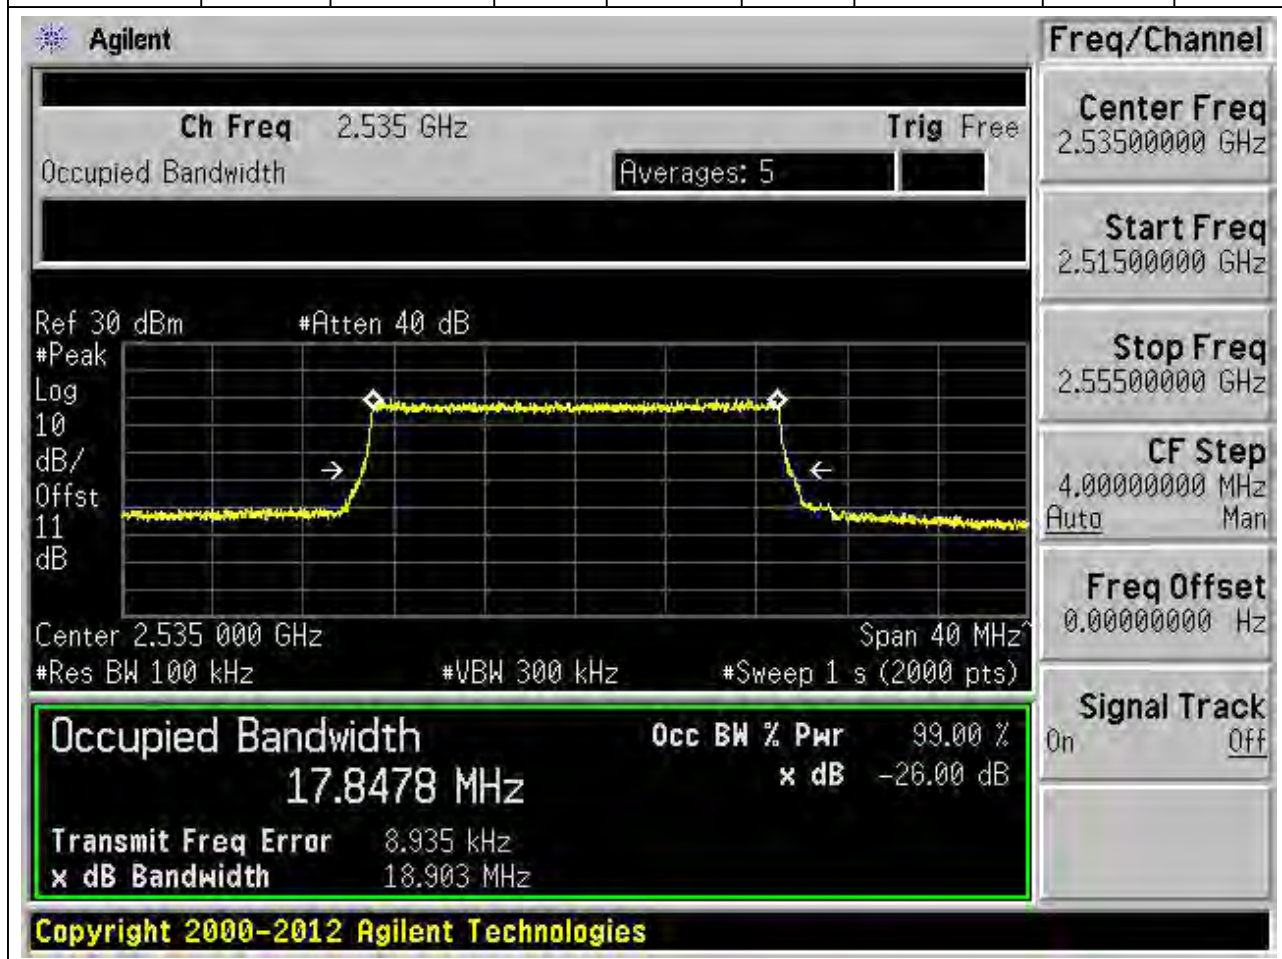 Agilent
Freq/Channel
Ch Freq 2.535 GHz Trig Free
Occupied Bandwidth Averages: 5
Center Freq
2.53500000 GHz
Start Freq
2.51500000 GHz
Stop Freq
2.55500000 GHz
CF Step
4.00000000 MHz
Auto Man
Freq Offset
0.00000000 Hz
Signal Track
On Off
Ref 30 dBm #Atten 40 dB
#Peak
Log
10
dB/
Offst
11
dB
Center 2.535 000 GHz Span 40 MHz^
#Res BW 100 kHz #VBW 300 kHz #Sweep 1 s (2000 pts)
Occupied Bandwidth Occ BW % Pwr 99.00 %
17.8478 MHz x dB -26.00 dB
Transmit Freq Error 8.935 kHz
x dB Bandwidth 18.903 MHz
Copyright 2000-2012 Agilent Technologies